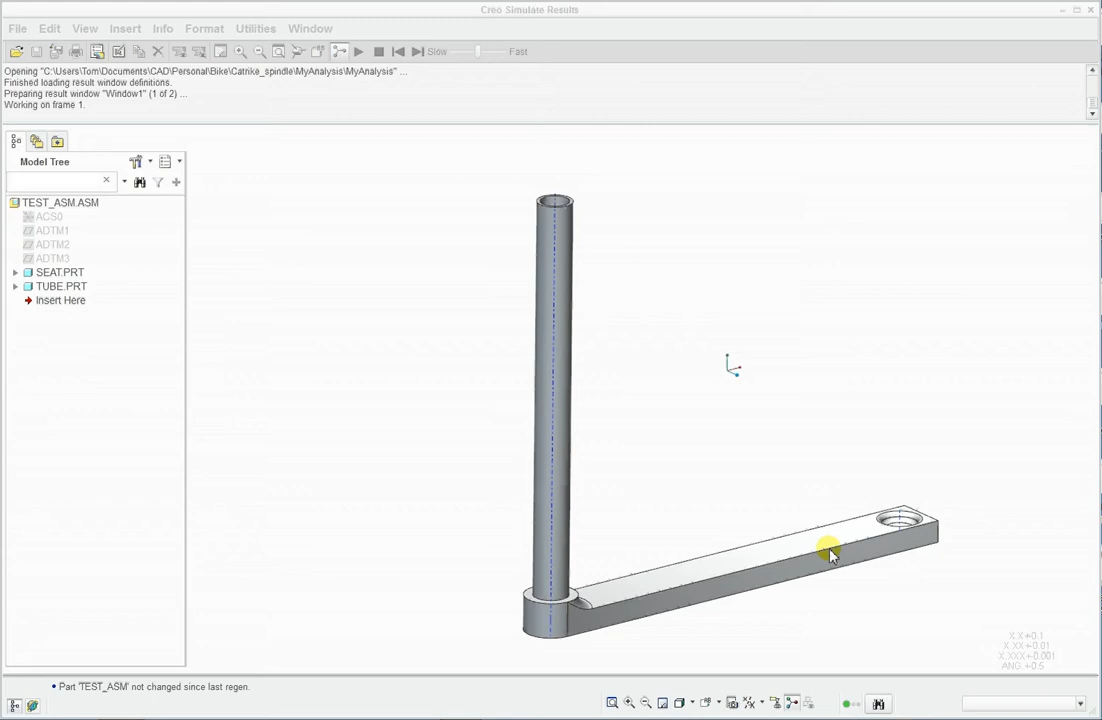 Creo Simulate Results
File Edit View Insert Info Format Utilities Window
Slow Fast
Opening "C:\Users\Tom\Documents\CAD\Personal\Bike\Catrike_spindle\MyAnalysis\MyAnalysis" ...
Finished loading result window definitions.
Preparing result window "Window1" (1 of 2) ...
Working on frame 1.
Model Tree
TEST_ASM.ASM
ACS0
ADTM1
ADTM2
ADTM3
SEAT.PRT
TUBE.PRT
Insert Here
X.X+-0.1
X.XX+-0.01
X.XXX+-0.001
ANG.+-0.5
• Part 'TEST_ASM' not changed since last regen.